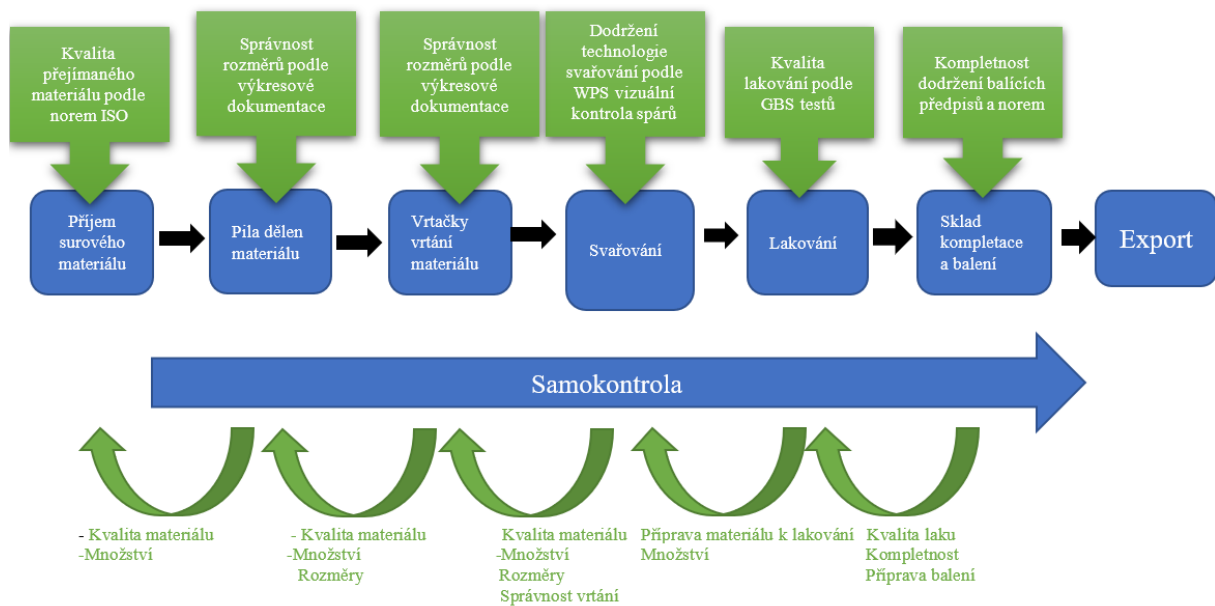 Kvalita
přejímaného
materiálu podle
norem ISO
Správnost
rozměrů podle
výkresové
dokumentace
Správnost
rozměrů podle
výkresové
dokumentace
Dodržení
technologie
svařování podle
WPS vizuální
kontrola spárů
Kvalita
lakování podle
GBS testů
Kompletnost
dodržení balících
předpisů a norem
Příjem
surového
materiálu
Pila dělen
materiálu
Vrtačky
vrtání
materiálu
Svařování
Lakování
Sklad
kompletace
a balení
Export
Samokontrola
- Kvalita materiálu
-Množství
- Kvalita materiálu
-Množství
Rozměry
Kvalita materiálu
-Množství
Rozměry
Správnost vrtání
Příprava materiálu k lakování
Množství
Kvalita laku
Kompletnost
Příprava balení